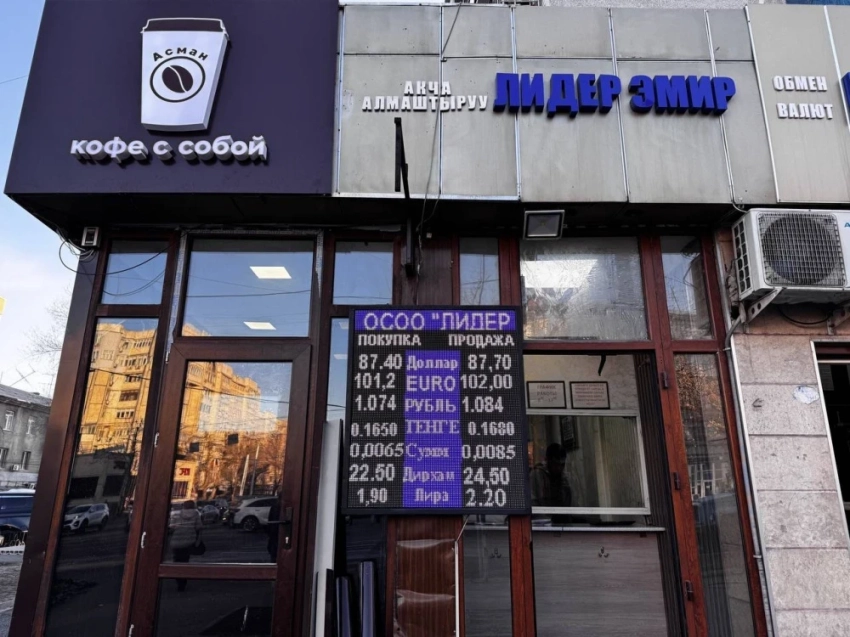 Асман
кофе с собой
АКЧА
АЛМАШТЫРУУ
ЛИДЕР ЭМИР
ОБМЕН
ВАЛЮТ
ОСОО "ЛИДЕР
ПОКУПКА ПРОДАЖА
87.40 Доллар 87,70
101,2 EURO 102,00
1.074 РУБЛЬ 1.084
0.1650 ТЕНГЕ 0.1680
0,0065 Сумм 0,0085
22.50 Дирхам 24,50
1,90 Лира 2.20